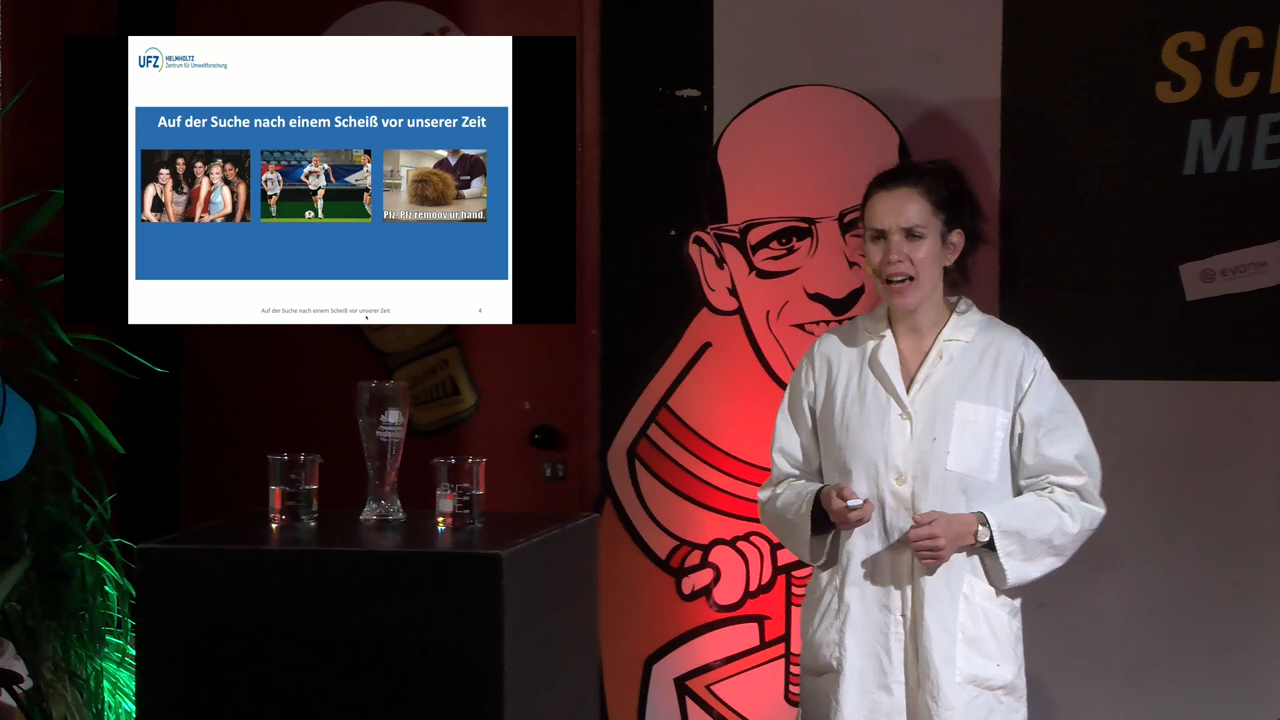 UFZ
HELMHOLTZ
Zentrum für Umweltforschung
Auf der Suche nach einem Scheiß vor unserer Zeit
Plz. Plz remoov ur hand.
Auf der Suche nach einem Scheiß vor unserer Zeit
4
SC
ME
EVONIK